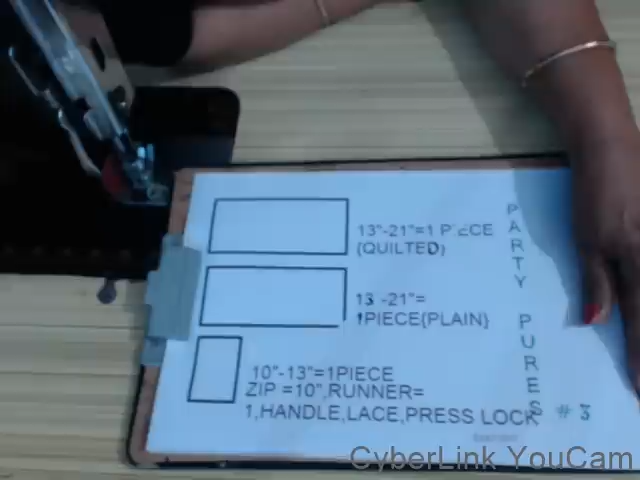 13"-21"=1 PIECE
(QUILTED)
13 -21"=
1PIECE(PLAIN)
10"-13"=1PIECE
ZIP =10",RUNNER=
1,HANDLE,LACE,PRESS LOCK
PARTY PURES #3
CyberLink YouCam